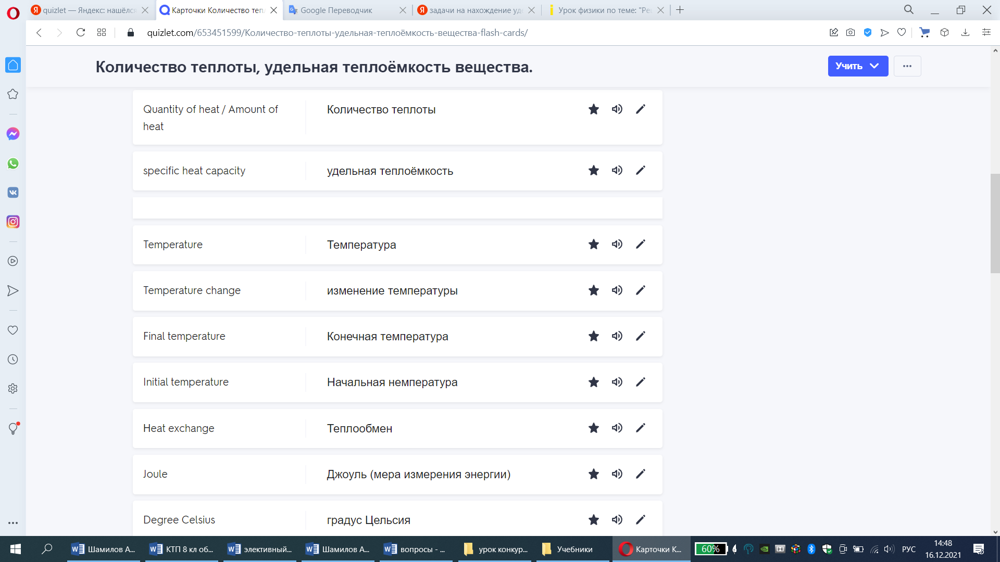 quizlet — Яндекс: нашёлся
Карточки Количество тепл
Google Переводчик
задачи на нахождение уде
Урок физики по теме: "Ре
quizlet.com/653451599/Количество-теплоты-удельная-теплоёмкость-вещества-flash-cards/
Количество теплоты, удельная теплоёмкость вещества.
Учить
Quantity of heat / Amount of
heat
Количество теплоты
specific heat capacity
удельная теплоёмкость
Temperature
Температура
Temperature change
изменение температуры
Final temperature
Конечная температура
Initial temperature
Начальная немпература
Heat exchange
Теплообмен
Joule
Джоуль (мера измерения энергии)
Degree Celsius
градус Цельсия
Шамилов А...
КТП 8 кл об...
элективный...
Шамилов А...
вопросы - ...
урок конкур...
Учебники
Карточки К...
60%
РУС
14:48
16.12.2021